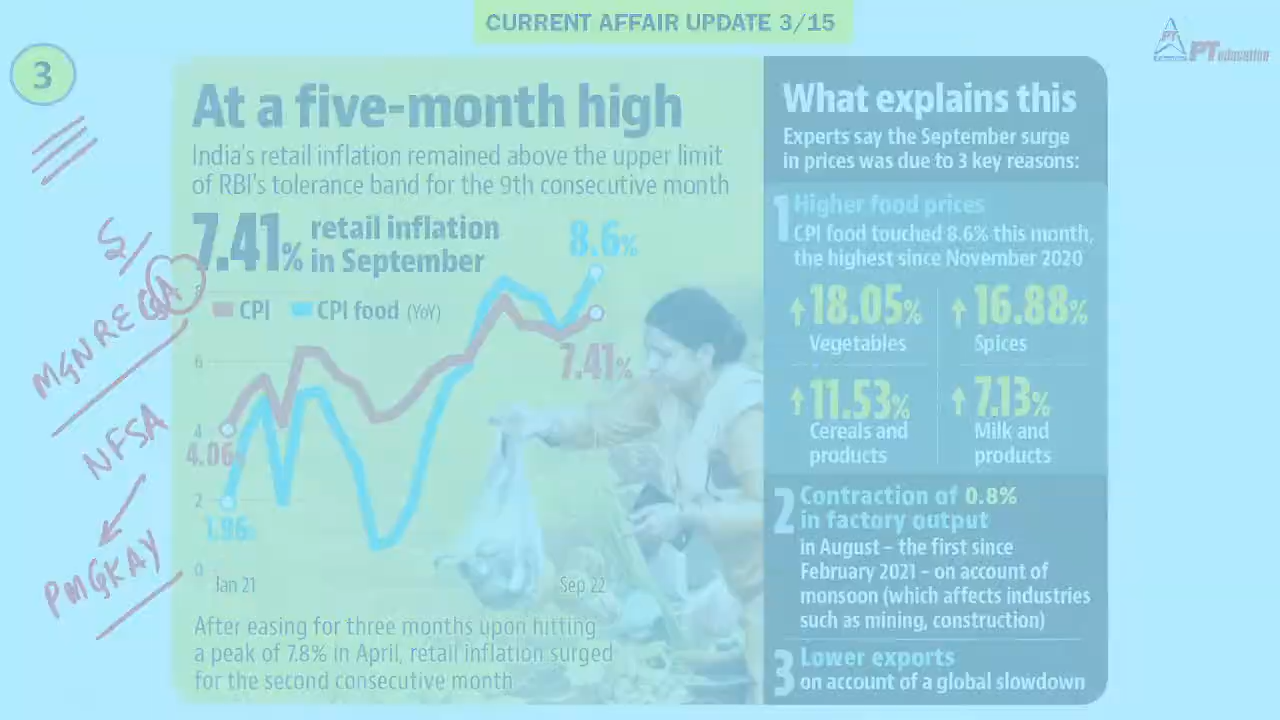 CURRENT AFFAIR UPDATE 3/15
PT
PT education
3
At a five-month high
India's retail inflation remained above the upper limit
of RBI's tolerance band for the 9th consecutive month
7.41% retail inflation
in September
CPI
CPI food (YoY)
8.6%
7.41%
4.06
1.96
6
4
2
0
Jan 21
Sep 22
After easing for three months upon hitting
a peak of 7.8% in April, retail inflation surged
for the second consecutive month
What explains this
Experts say the September surge
in prices was due to 3 key reasons:
1 Higher food prices
CPI food touched 8.6% this month,
the highest since November 2020
18.05%
Vegetables
16.88%
Spices
11.53%
Cereals and
products
7.13%
Milk and
products
2 Contraction of 0.8%
in factory output
in August – the first since
February 2021 – on account of
monsoon (which affects industries
such as mining, construction)
3 Lower exports
on account of a global slowdown
MGNREGA
NFSA
PMGKAY